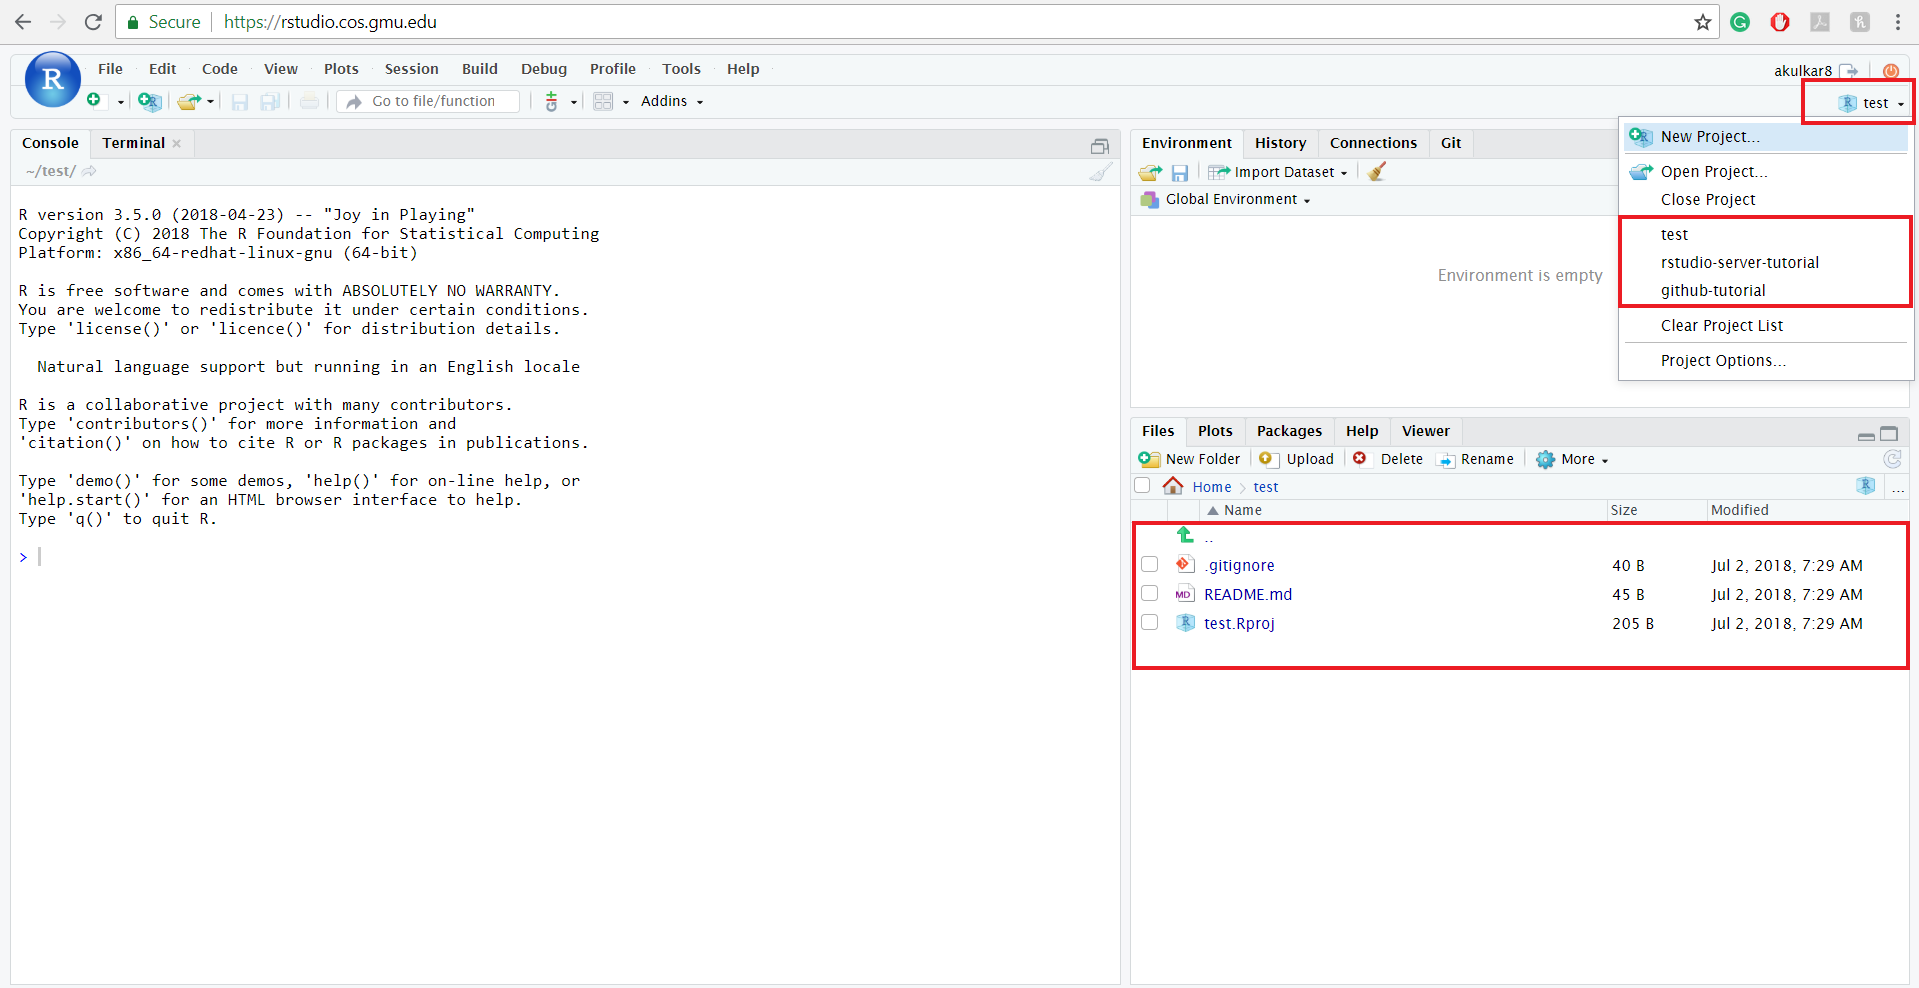 Secure https://rstudio.cos.gmu.edu
R File Edit Code View Plots Session Build Debug Profile Tools Help akulkar8
Go to file/function Addins test
Console Terminal
~/test/
R version 3.5.0 (2018-04-23) -- "Joy in Playing"
Copyright (C) 2018 The R Foundation for Statistical Computing
Platform: x86_64-redhat-linux-gnu (64-bit)
R is free software and comes with ABSOLUTELY NO WARRANTY.
You are welcome to redistribute it under certain conditions.
Type 'license()' or 'licence()' for distribution details.
Natural language support but running in an English locale
R is a collaborative project with many contributors.
Type 'contributors()' for more information and
'citation()' on how to cite R or R packages in publications.
Type 'demo()' for some demos, 'help()' for on-line help, or
'help.start()' for an HTML browser interface to help.
Type 'q()' to quit R.
>
Environment History Connections Git
Import Dataset
Global Environment
Environment is empty
New Project...
Open Project...
Close Project
test
rstudio-server-tutorial
github-tutorial
Clear Project List
Project Options...
Files Plots Packages Help Viewer
New Folder Upload Delete Rename More
Home test ...
Name Size Modified
..
.gitignore 40 B Jul 2, 2018, 7:29 AM
MD README.md 45 B Jul 2, 2018, 7:29 AM
R test.Rproj 205 B Jul 2, 2018, 7:29 AM